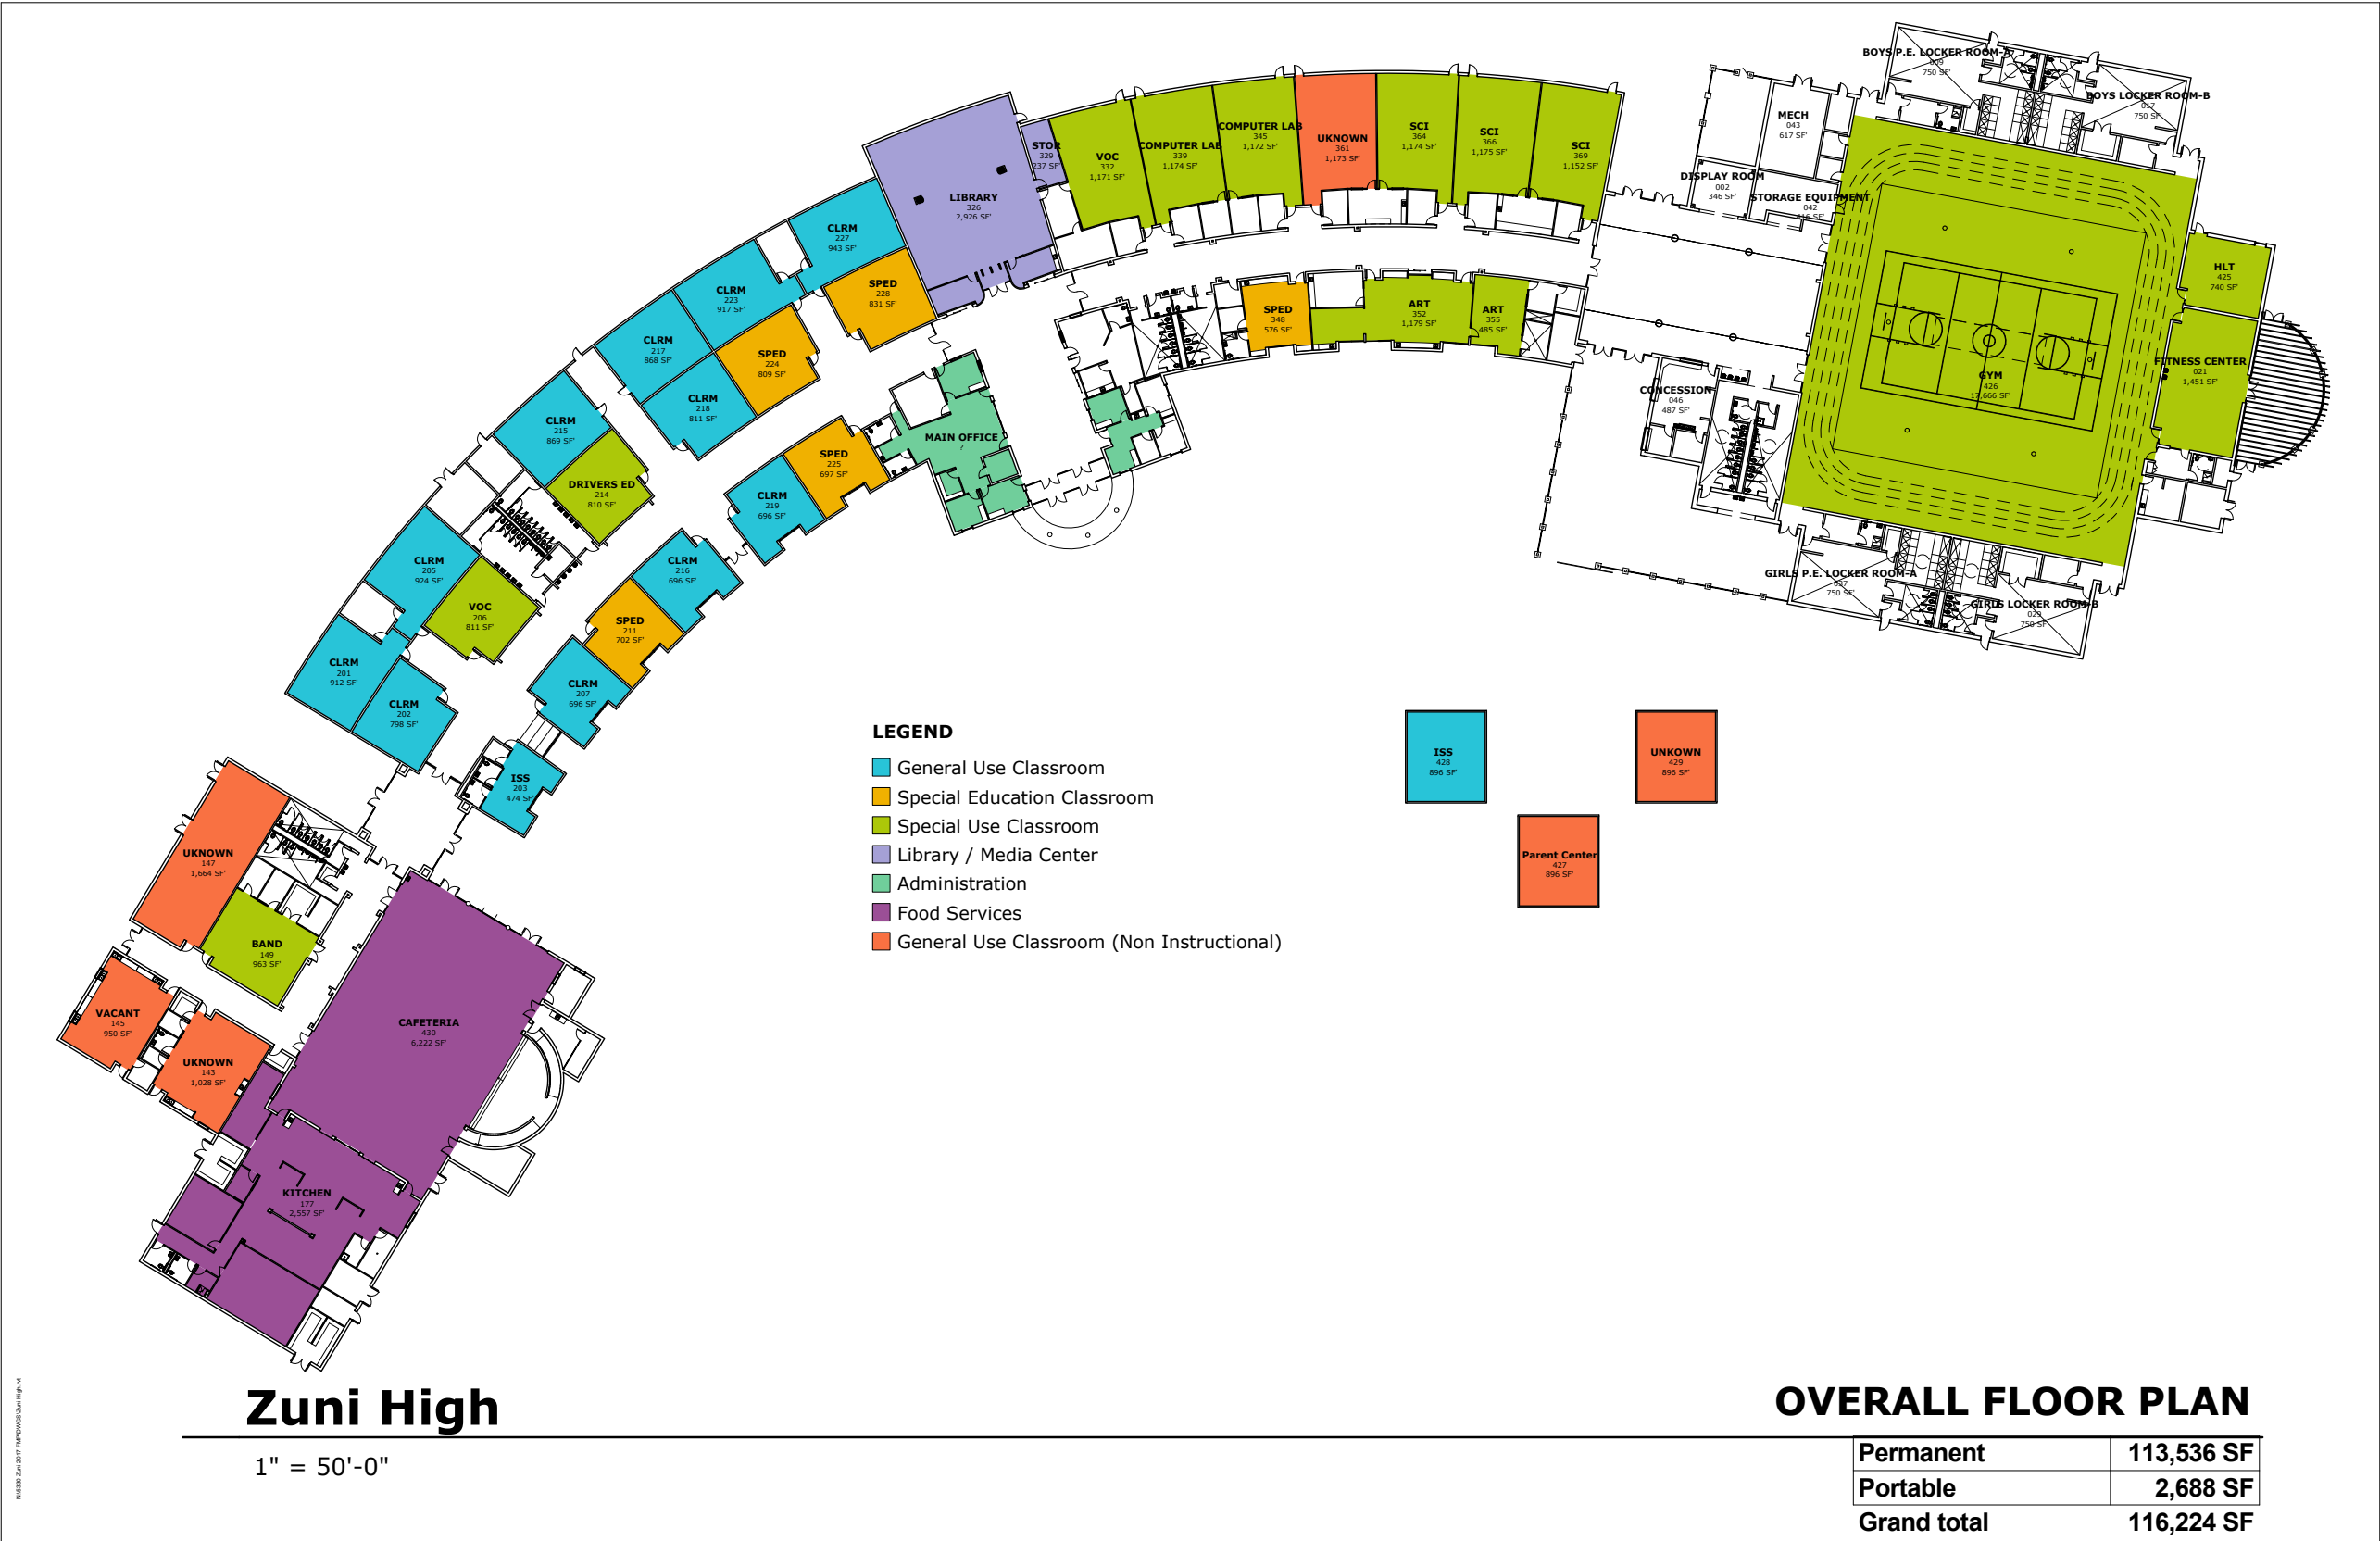 BOYS P.E. LOCKER ROOM-A
009
750 SF'
BOYS LOCKER ROOM-B
017
750 SF'
MECH
043
617 SF'
DISPLAY ROOM
002
346 SF'
STORAGE EQUIPMENT
042
416 SF'
STOR
329
237 SF'
VOC
332
1,171 SF'
COMPUTER LAB
339
1,174 SF'
COMPUTER LAB
345
1,172 SF'
UKNOWN
361
1,173 SF'
SCI
364
1,174 SF'
SCI
366
1,175 SF'
SCI
369
1,152 SF'
LIBRARY
326
2,926 SF'
CLRM
227
943 SF'
SPED
228
831 SF'
CLRM
223
917 SF'
CLRM
217
868 SF'
SPED
224
809 SF'
CLRM
218
811 SF'
SPED
348
576 SF'
ART
352
1,179 SF'
ART
355
485 SF'
HLT
425
740 SF'
FITNESS CENTER
021
1,451 SF'
GYM
426
17,666 SF'
CONCESSION
046
487 SF'
CLRM
215
869 SF'
DRIVERS ED
214
810 SF'
MAIN OFFICE
?
SPED
225
697 SF'
CLRM
219
696 SF'
CLRM
205
924 SF'
VOC
206
811 SF'
CLRM
216
696 SF'
SPED
211
702 SF'
CLRM
207
696 SF'
CLRM
201
912 SF'
CLRM
202
798 SF'
ISS
203
474 SF'
GIRLS P.E. LOCKER ROOM-A
027
750 SF'
GIRLS LOCKER ROOM-B
029
750 SF'
LEGEND
General Use Classroom
Special Education Classroom
Special Use Classroom
Library / Media Center
Administration
Food Services
General Use Classroom (Non Instructional)
ISS
428
896 SF'
UNKOWN
429
896 SF'
Parent Center
427
896 SF'
UKNOWN
147
1,664 SF'
BAND
149
963 SF'
VACANT
145
950 SF'
UKNOWN
143
1,028 SF'
CAFETERIA
430
6,222 SF'
KITCHEN
177
2,557 SF'
Zuni High
1" = 50'-0"
OVERALL FLOOR PLAN
Permanent 113,536 SF
Portable 2,688 SF
Grand total 116,224 SF